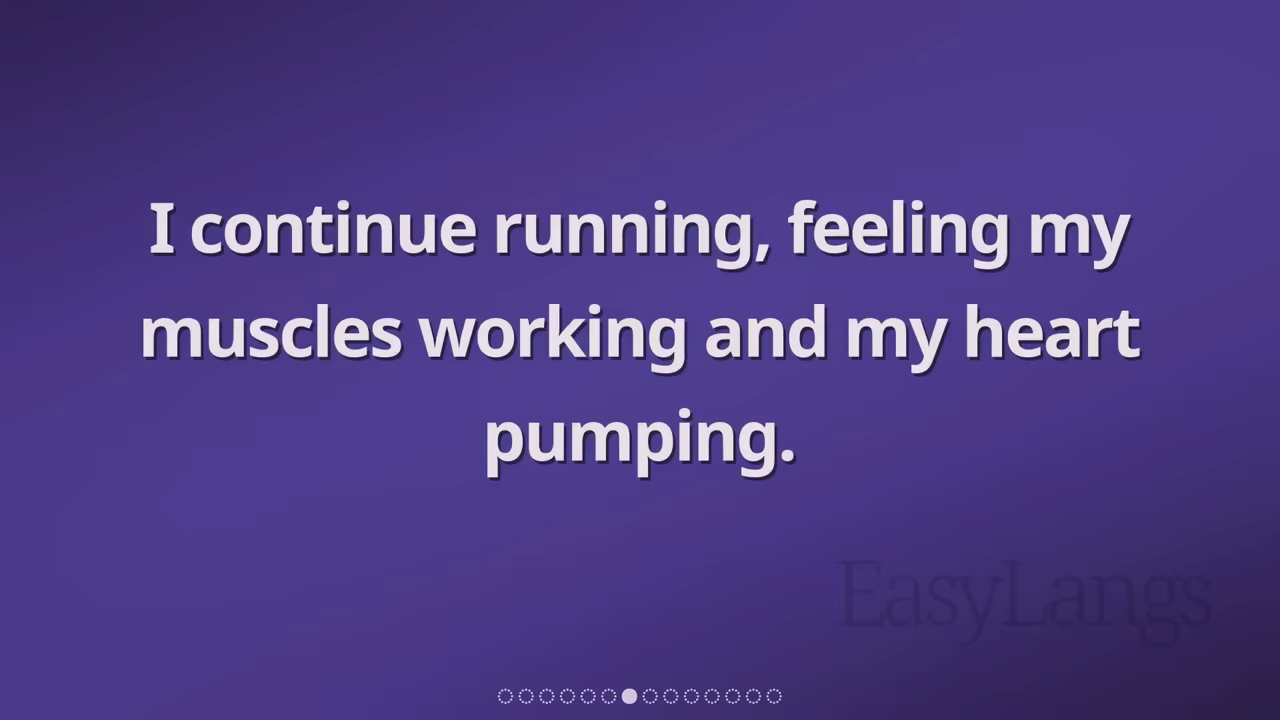 I continue running, feeling my
muscles working and my heart
pumping.
EasyLangs